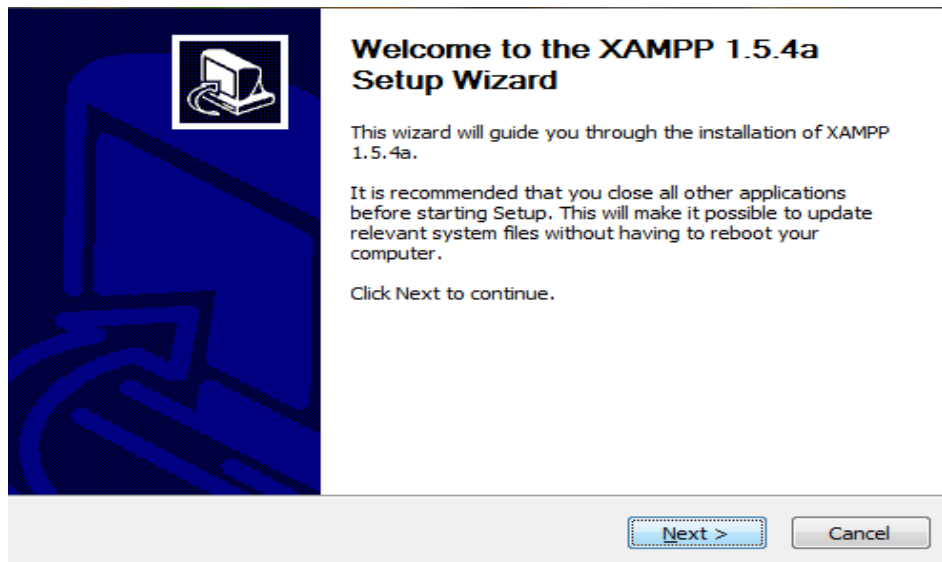 Welcome to the XAMPP 1.5.4a
Setup Wizard
This wizard will guide you through the installation of XAMPP
1.5.4a.
It is recommended that you close all other applications
before starting Setup. This will make it possible to update
relevant system files without having to reboot your
computer.
Click Next to continue.
Next >
Cancel